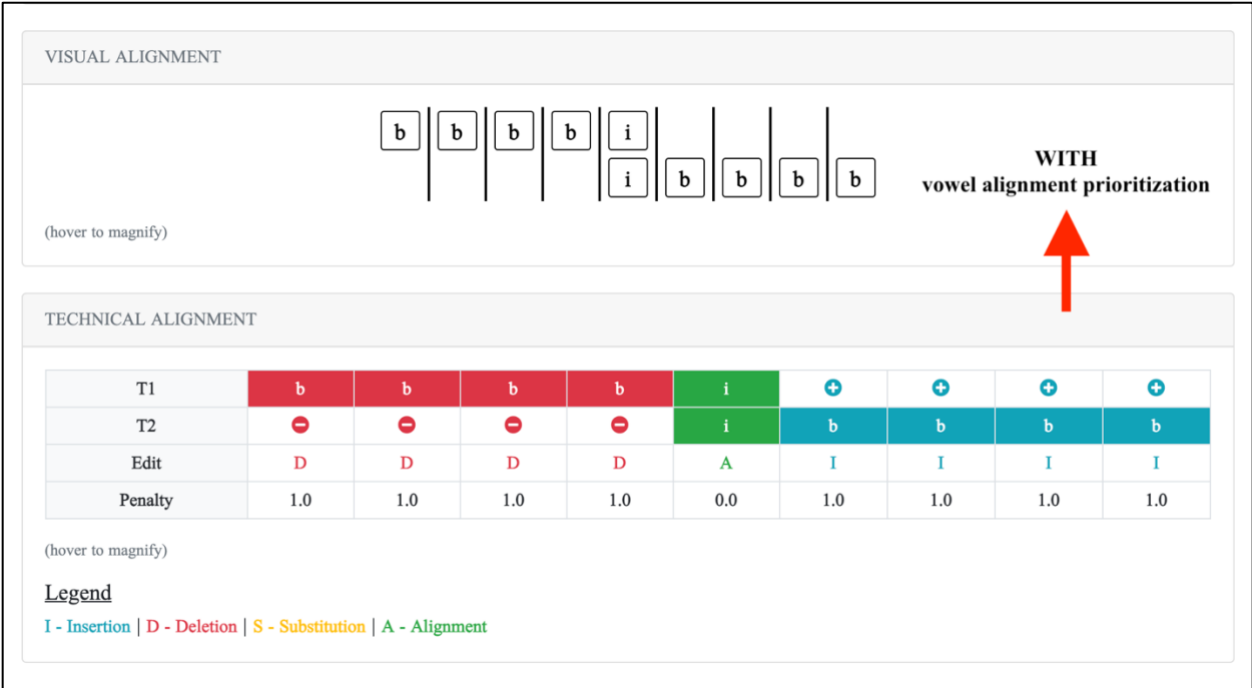 VISUAL ALIGNMENT
b b b b i
i b b b b
WITH
vowel alignment prioritization
(hover to magnify)
TECHNICAL ALIGNMENT
T1 b b b b i
T2 i b b b b
Edit D D D D A I I I I
Penalty 1.0 1.0 1.0 1.0 0.0 1.0 1.0 1.0 1.0
(hover to magnify)
Legend
I - Insertion | D - Deletion | S - Substitution | A - Alignment